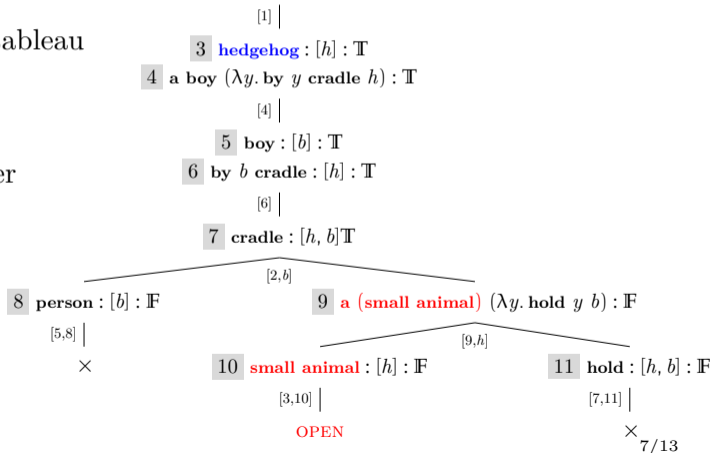 [1]
ableau
3 hedgehog : [h] : 𝕋
4 a boy (λy. by y cradle h) : 𝕋
[4]
5 boy : [b] : 𝕋
er
6 by b cradle : [h] : 𝕋
[6]
7 cradle : [h, b]𝕋
[2,b]
8 person : [b] : 𝔽
9 a (small animal) (λy. hold y b) : 𝔽
[5,8]
[9,h]
×
10 small animal : [h] : 𝔽
11 hold : [h, b] : 𝔽
[3,10]
[7,11]
OPEN
×
7/13